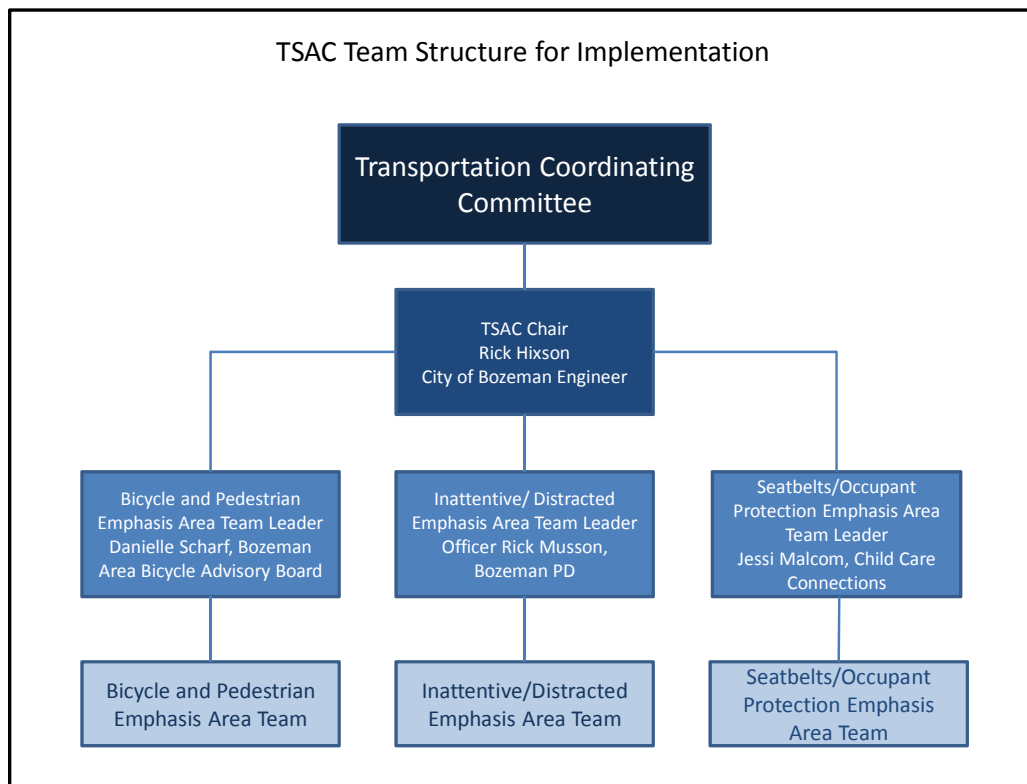 TSAC Team Structure for Implementation
Transportation Coordinating
Committee
TSAC Chair
Rick Hixson
City of Bozeman Engineer
Bicycle and Pedestrian
Emphasis Area Team Leader
Danielle Scharf, Bozeman
Area Bicycle Advisory Board
Inattentive/ Distracted
Emphasis Area Team Leader
Officer Rick Musson,
Bozeman PD
Seatbelts/Occupant
Protection Emphasis Area
Team Leader
Jessi Malcom, Child Care
Connections
Bicycle and Pedestrian
Emphasis Area Team
Inattentive/Distracted
Emphasis Area Team
Seatbelts/Occupant
Protection Emphasis
Area Team